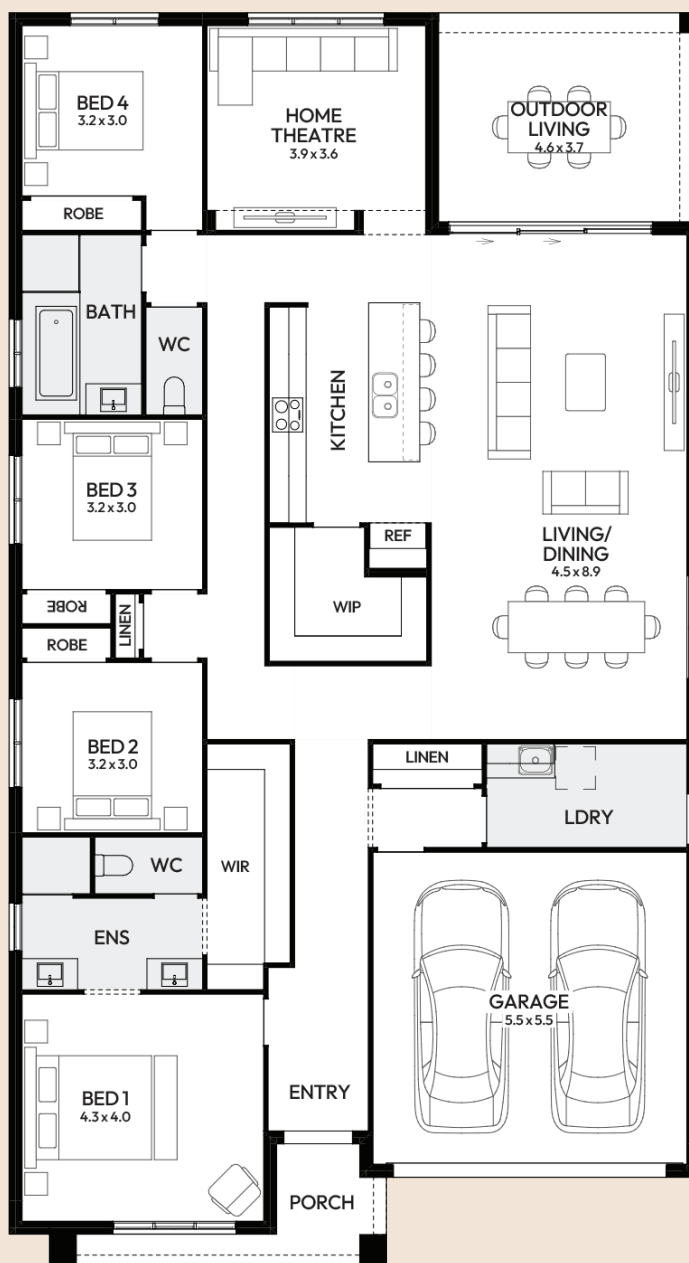 BED 4
3.2 x 3.0
HOME
THEATRE
3.9 x 3.6
OUTDOOR
LIVING
4.6 x 3.7
ROBE
BATH
WC
KITCHEN
BED 3
3.2 x 3.0
REF
LIVING/
DINING
4.5 x 8.9
WIP
ROBE
LINEN
ROBE
BED 2
3.2 x 3.0
LINEN
LDRY
WC
WIR
ENS
GARAGE
5.5 x 5.5
BED 1
4.3 x 4.0
ENTRY
PORCH